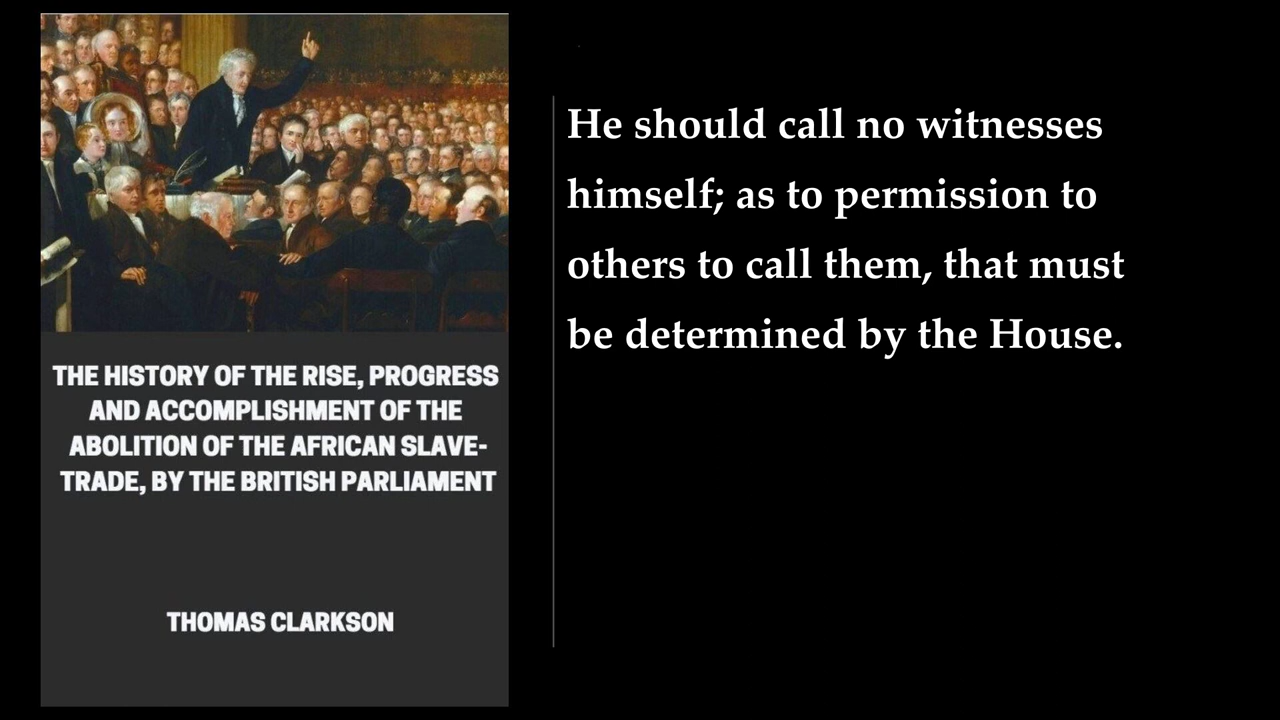 THE HISTORY OF THE RISE, PROGRESS
AND ACCOMPLISHMENT OF THE
ABOLITION OF THE AFRICAN SLAVE-
TRADE, BY THE BRITISH PARLIAMENT
THOMAS CLARKSON
He should call no witnesses
himself; as to permission to
others to call them, that must
be determined by the House.